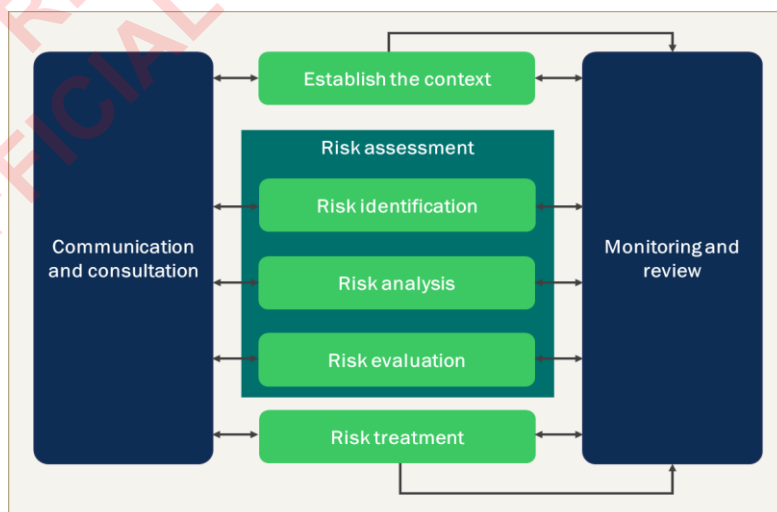 Establish the context
Risk assessment
Risk identification
Communication
and consultation
Monitoring and
review
Risk analysis
Risk evaluation
Risk treatment